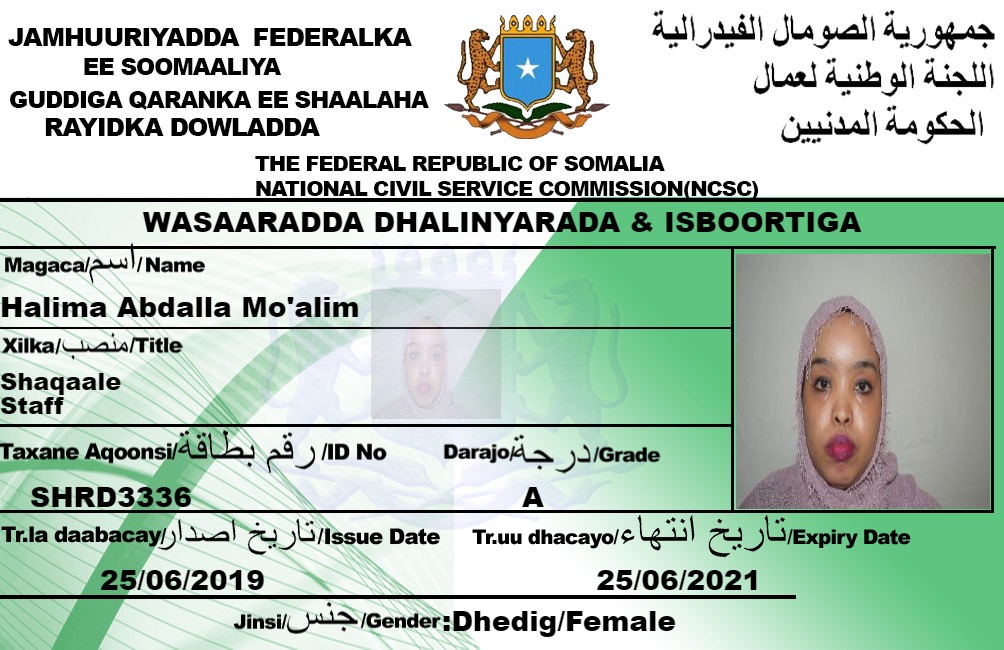 JAMHUURIYADDA FEDERALKA
EE SOOMAALIYA
GUDDIGA QARANKA EE SHAALAHA
RAYIDKA DOWLADDA
جمهورية الصومال الفيدرالية
اللجنة الوطنية لعمال
الحكومة المدنيين
THE FEDERAL REPUBLIC OF SOMALIA
NATIONAL CIVIL SERVICE COMMISSION(NCSC)
WASAARADDA DHALINYARADA & ISBOORTIGA
Magaca/اسم/Name
Halima Abdalla Mo'alim
Xilka/منصب/Title
Shaqaale
Staff
Taxane Aqoonsi/رقم بطاقة/ID No
Darajo/درجة/Grade
SHRD3336
A
Tr.la daabacay/تاريخ اصدار/Issue Date
Tr.uu dhacayo/تاريخ انتهاء/Expiry Date
25/06/2019
25/06/2021
Jinsi/جنس/Gender:Dhedig/Female